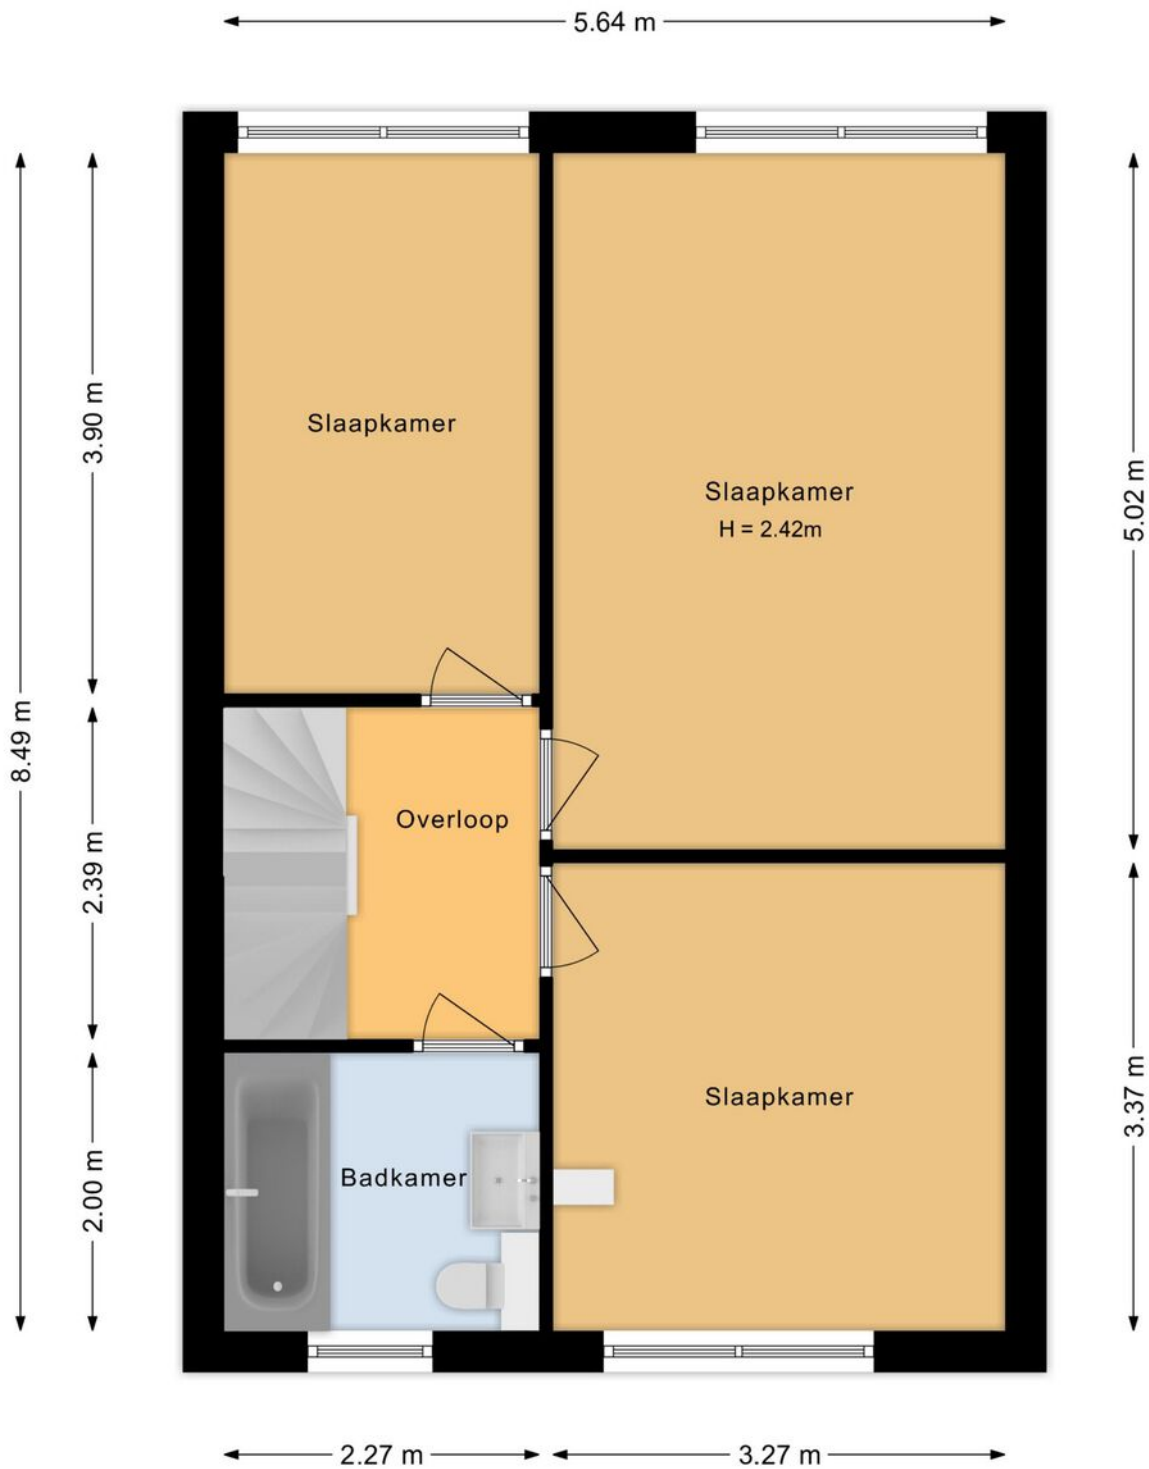 5.64 m
Slaapkamer
3.90 m
Slaapkamer
H = 2.42m
5.02 m
8.49 m
Overloop
2.39 m
Slaapkamer
3.37 m
Badkamer
2.00 m
2.27 m
3.27 m